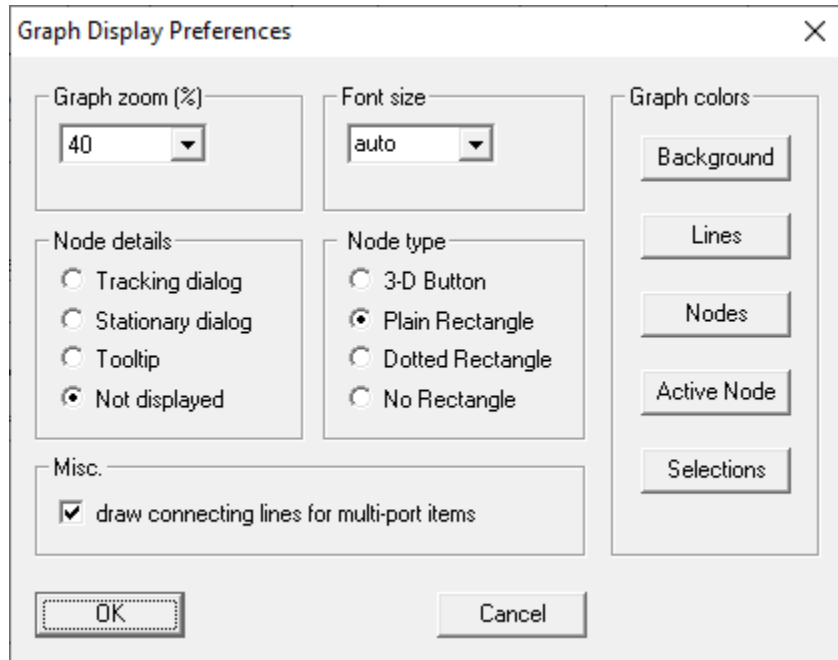 Graph Display Preferences
Graph zoom (%)
40
Font size
auto
Graph colors
Background
Lines
Nodes
Active Node
Selections
Node details
Tracking dialog
Stationary dialog
Tooltip
Not displayed
Node type
3-D Button
Plain Rectangle
Dotted Rectangle
No Rectangle
Misc.
draw connecting lines for multi-port items
OK
Cancel